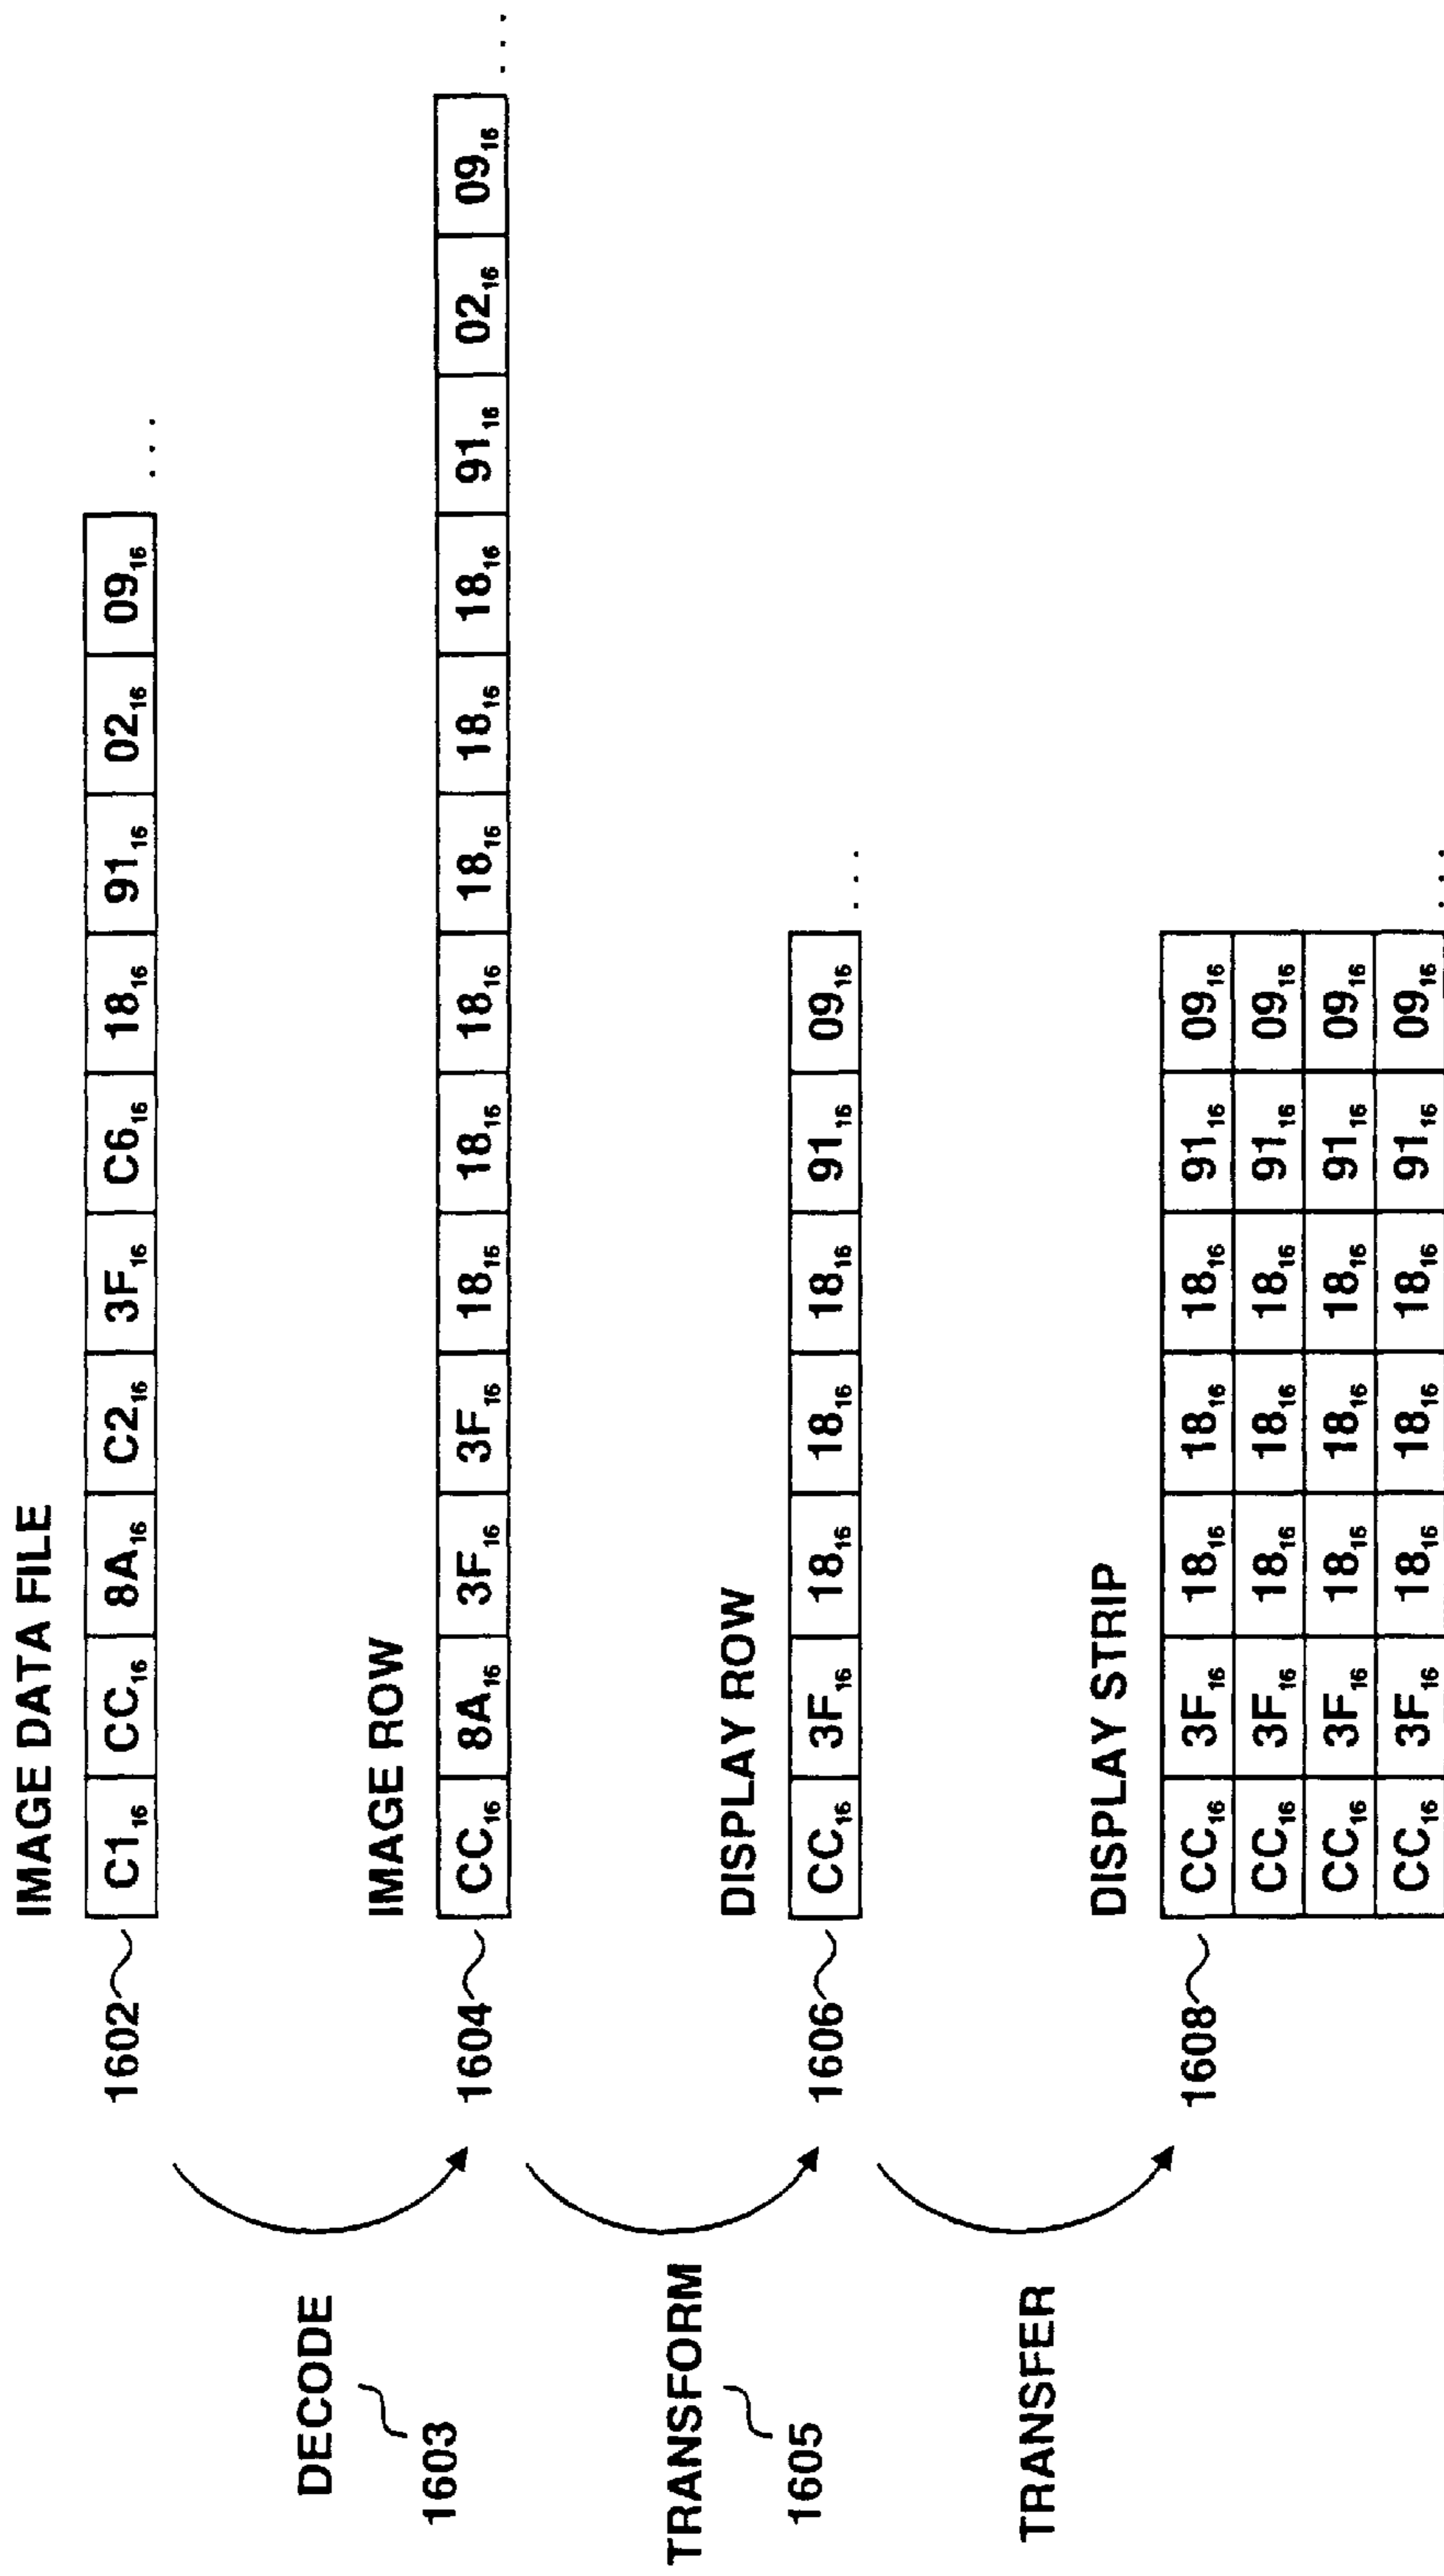 IMAGE DATA FILE
1602 C1₁₆ CC₁₆ 8A₁₆ C2₁₆ 3F₁₆ C6₁₆ 18₁₆ 91₁₆ 02₁₆ 09₁₆ ...
DECODE
1603
IMAGE ROW
1604 CC₁₆ 8A₁₆ 3F₁₆ 3F₁₆ 18₁₆ 18₁₆ 18₁₆ 18₁₆ 18₁₆ 18₁₆ 91₁₆ 02₁₆ 09₁₆ ...
TRANSFORM
1605
DISPLAY ROW
1606 CC₁₆ 3F₁₆ 18₁₆ 18₁₆ 18₁₆ 91₁₆ 09₁₆ ...
TRANSFER
DISPLAY STRIP
1608 CC₁₆ 3F₁₆ 18₁₆ 18₁₆ 18₁₆ 91₁₆ 09₁₆
CC₁₆ 3F₁₆ 18₁₆ 18₁₆ 18₁₆ 91₁₆ 09₁₆
CC₁₆ 3F₁₆ 18₁₆ 18₁₆ 18₁₆ 91₁₆ 09₁₆
CC₁₆ 3F₁₆ 18₁₆ 18₁₆ 18₁₆ 91₁₆ 09₁₆ ...